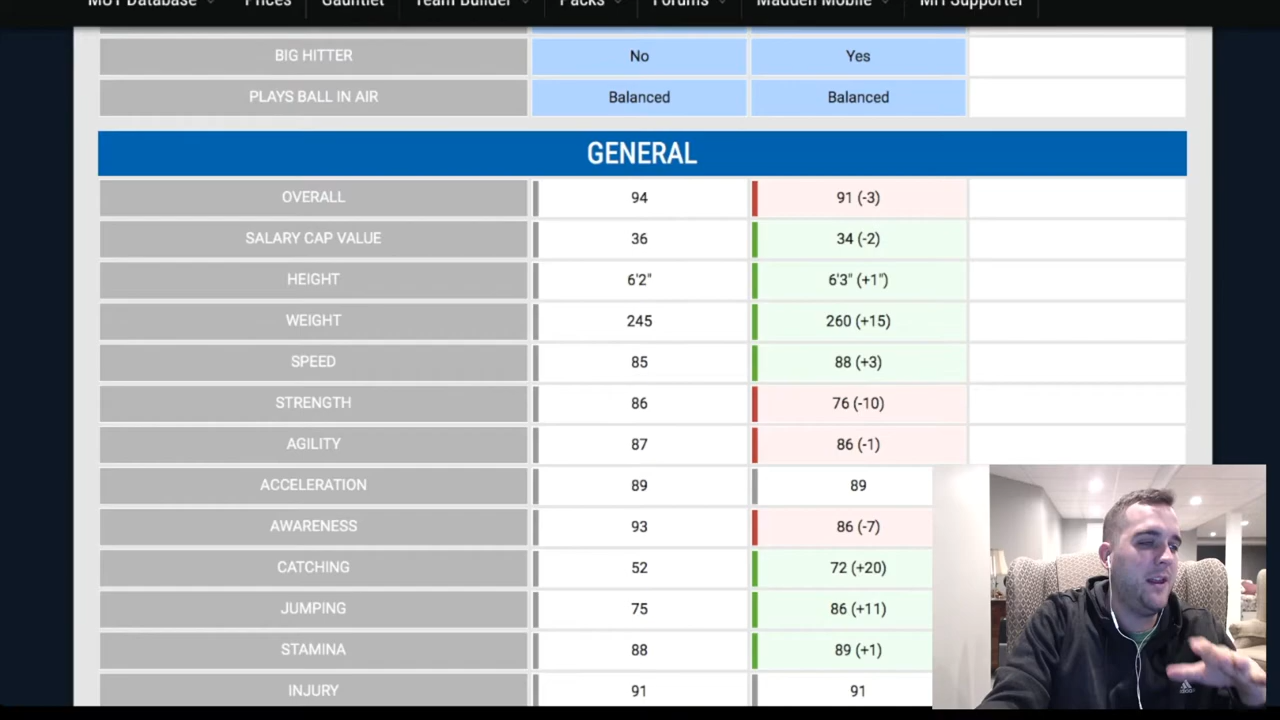 MUT Database Prices Gauntlet Team Builder Packs Forums Madden Mobile MH Supporter
BIG HITTER No Yes
PLAYS BALL IN AIR Balanced Balanced
GENERAL
OVERALL 94 91 (-3)
SALARY CAP VALUE 36 34 (-2)
HEIGHT 6'2" 6'3" (+1")
WEIGHT 245 260 (+15)
SPEED 85 88 (+3)
STRENGTH 86 76 (-10)
AGILITY 87 86 (-1)
ACCELERATION 89 89
AWARENESS 93 86 (-7)
CATCHING 52 72 (+20)
JUMPING 75 86 (+11)
STAMINA 88 89 (+1)
INJURY 91 91
adidas